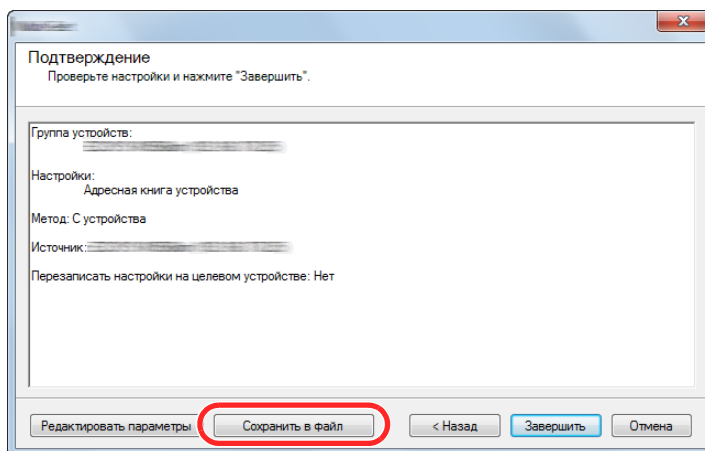 Подтверждение
Проверьте настройки и нажмите "Завершить".
Группа устройств:
Настройки:
Адресная книга устройства
Метод: С устройства
Источник:
Перезаписать настройки на целевом устройстве: Нет
Редактировать параметры
Сохранить в файл
< Назад
Завершить
Отмена